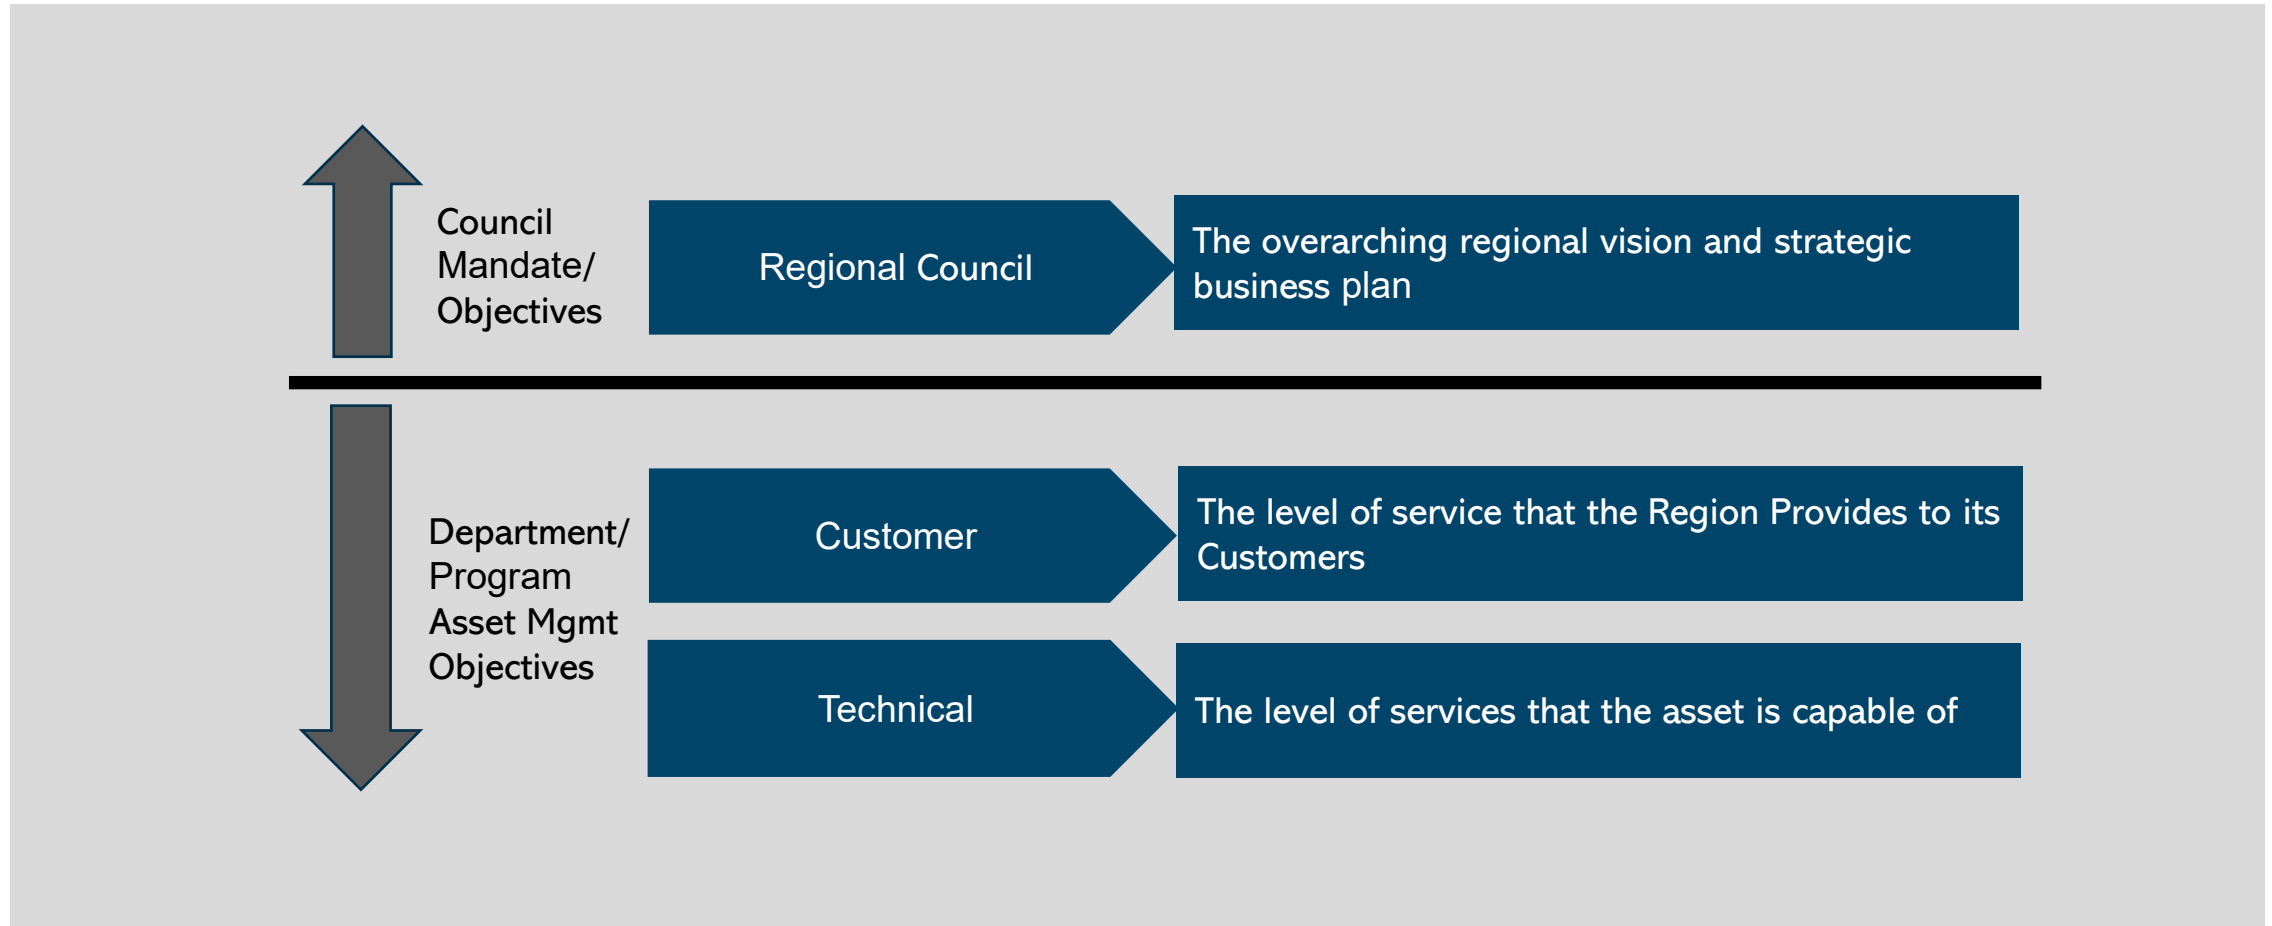 Council
Mandate/
Objectives
Regional Council
The overarching regional vision and strategic
business plan
Department/
Program
Asset Mgmt
Objectives
Customer
The level of service that the Region Provides to its
Customers
Technical
The level of services that the asset is capable of